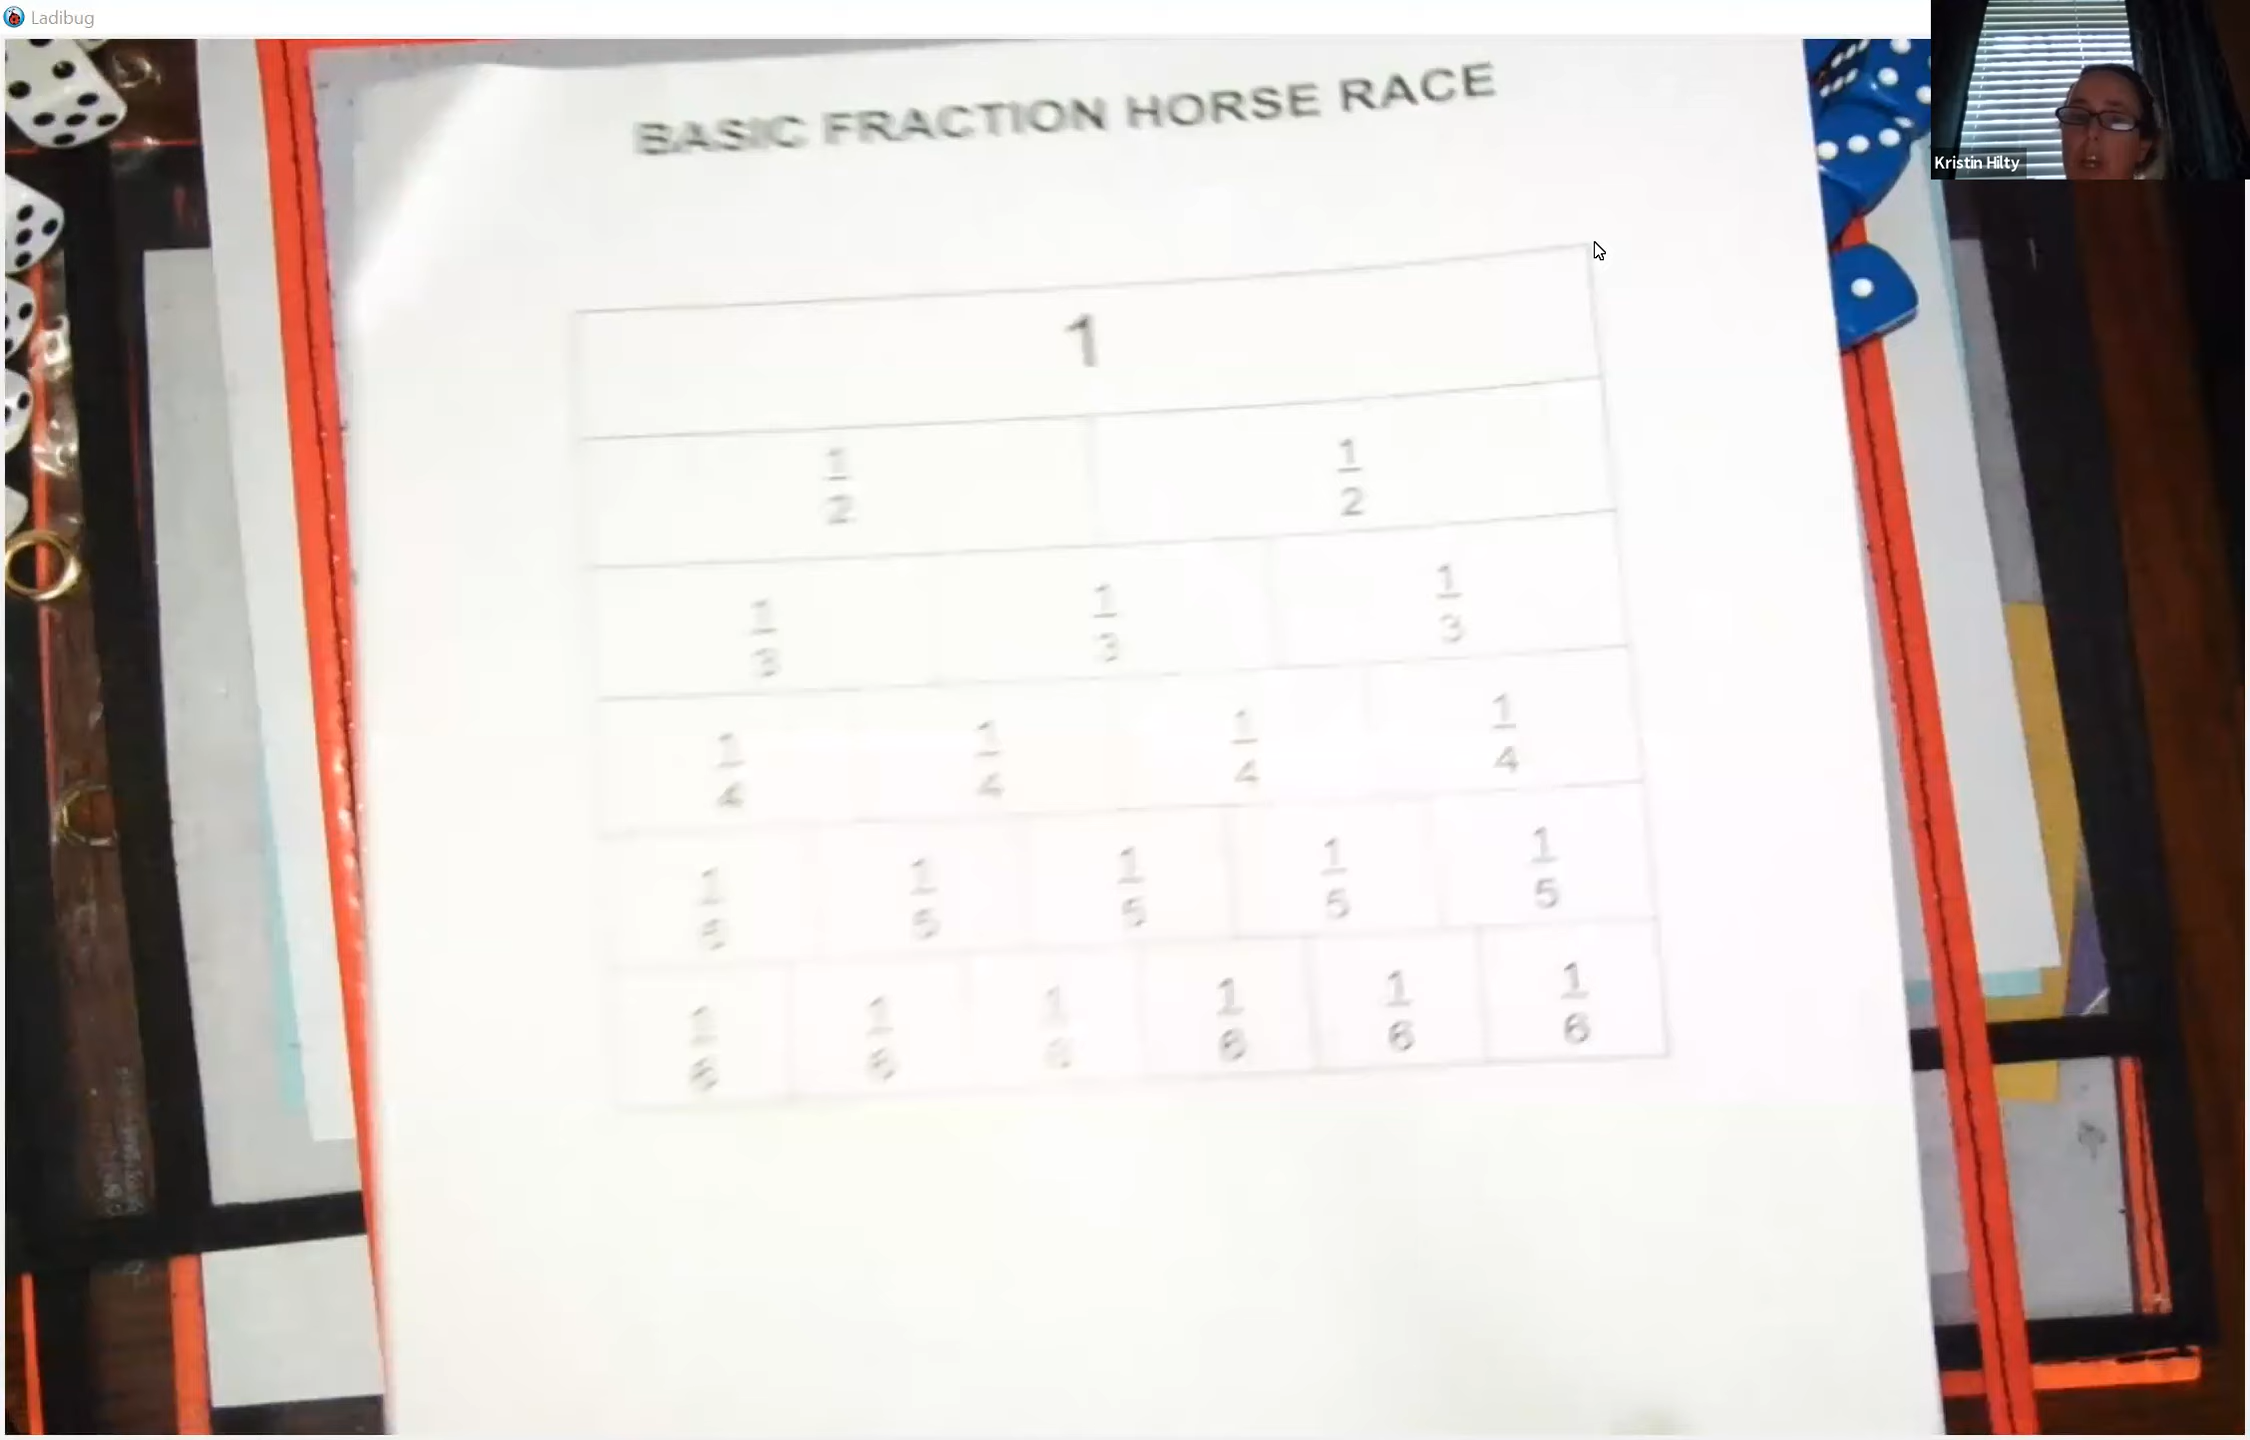 Ladibug
Kristin Hilty
BASIC FRACTION HORSE RACE
1
1/2 1/2
1/3 1/3 1/3
1/4 1/4 1/4 1/4
1/5 1/5 1/5 1/5 1/5
1/6 1/6 1/6 1/6 1/6 1/6